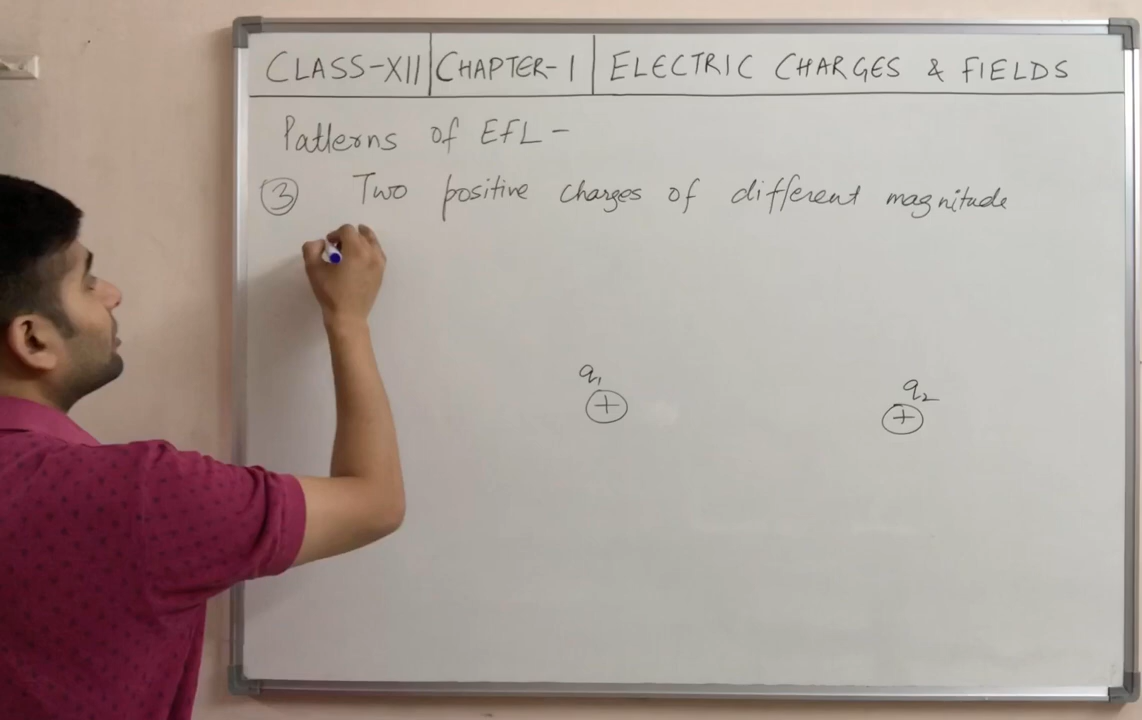 CLASS-XII CHAPTER-1 ELECTRIC CHARGES & FIELDS
Patterns of EFL -
③ Two positive charges of different magnitude
q₁
+
q₂
+